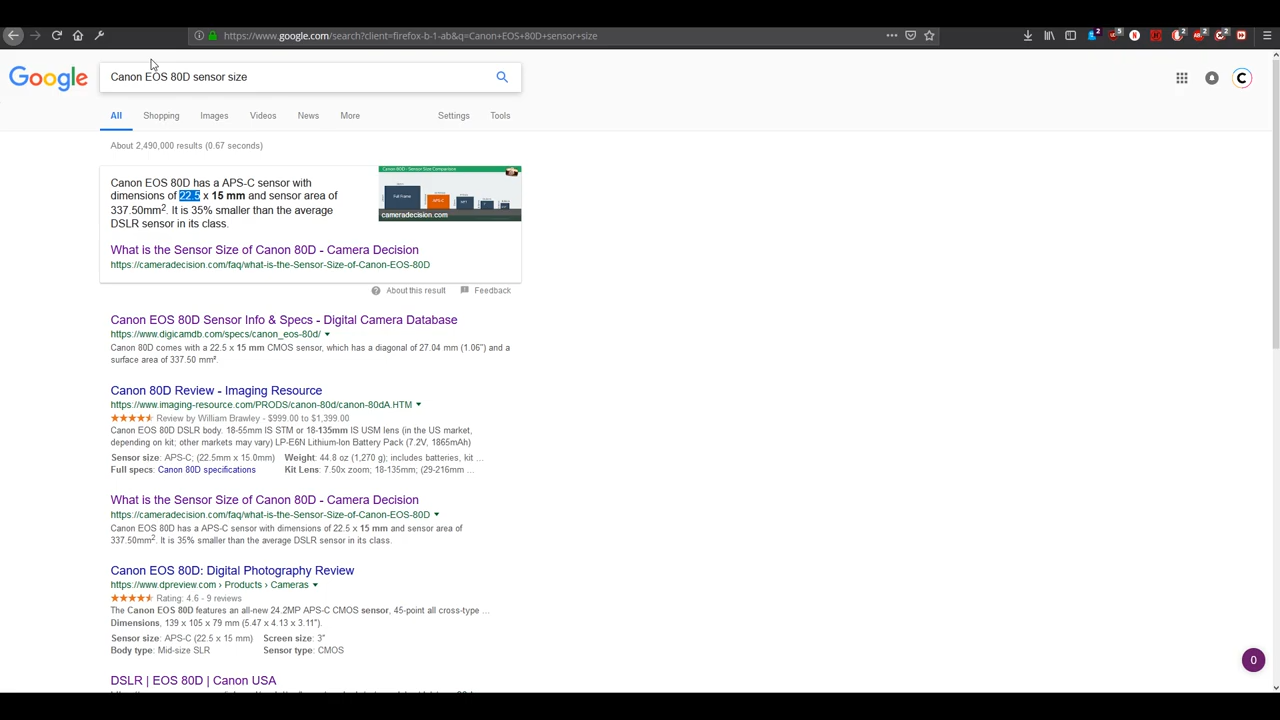 https://www.google.com/search?client=firefox-b-1-ab&q=Canon+EOS+80D+sensor+size
Google
Canon EOS 80D sensor size
C
All Shopping Images Videos News More Settings Tools
About 2,490,000 results (0.67 seconds)
Canon EOS 80D has a APS-C sensor with
dimensions of 22.5 x 15 mm and sensor area of
337.50mm2. It is 35% smaller than the average
DSLR sensor in its class.
Canon 80D - Sensor Size Comparison
Full Frame
APS-C
cameradecision.com
What is the Sensor Size of Canon 80D - Camera Decision
https://cameradecision.com/faq/what-is-the-Sensor-Size-of-Canon-EOS-80D
About this result Feedback
Canon EOS 80D Sensor Info & Specs - Digital Camera Database
https://www.digicamdb.com/specs/canon_eos-80d/
Canon 80D comes with a 22.5 x 15 mm CMOS sensor, which has a diagonal of 27.04 mm (1.06") and a
surface area of 337.50 mm².
Canon 80D Review - Imaging Resource
https://www.imaging-resource.com/PRODS/canon-80d/canon-80dA.HTM
Review by William Brawley - $999.00 to $1,399.00
Canon EOS 80D DSLR body. 18-55mm IS STM or 18-135mm IS USM lens (in the US market,
depending on kit; other markets may vary) LP-E6N Lithium-Ion Battery Pack (7.2V, 1865mAh)
Sensor size: APS-C; (22.5mm x 15.0mm) Weight: 44.8 oz (1,270 g); includes batteries, kit ...
Full specs: Canon 80D specifications Kit Lens: 7.50x zoom, 18-135mm; (29-216mm ...
What is the Sensor Size of Canon 80D - Camera Decision
https://cameradecision.com/faq/what-is-the-Sensor-Size-of-Canon-EOS-80D
Canon EOS 80D has a APS-C sensor with dimensions of 22.5 x 15 mm and sensor area of
337.50mm2. It is 35% smaller than the average DSLR sensor in its class.
Canon EOS 80D: Digital Photography Review
https://www.dpreview.com › Products › Cameras
Rating: 4.6 - 9 reviews
The Canon EOS 80D features an all-new 24.2MP APS-C CMOS sensor, 45-point all cross-type ...
Dimensions, 139 x 105 x 79 mm (5.47 x 4.13 x 3.11").
Sensor size: APS-C (22.5 x 15 mm) Screen size: 3"
Body type: Mid-size SLR Sensor type: CMOS
0
DSLR | EOS 80D | Canon USA